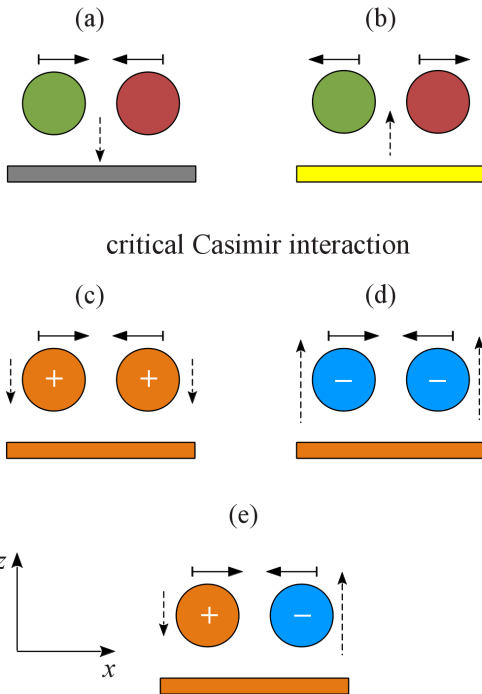 (a) (b)
critical Casimir interaction
(c) (d)
+ + − −
(e)
z
+ −
x